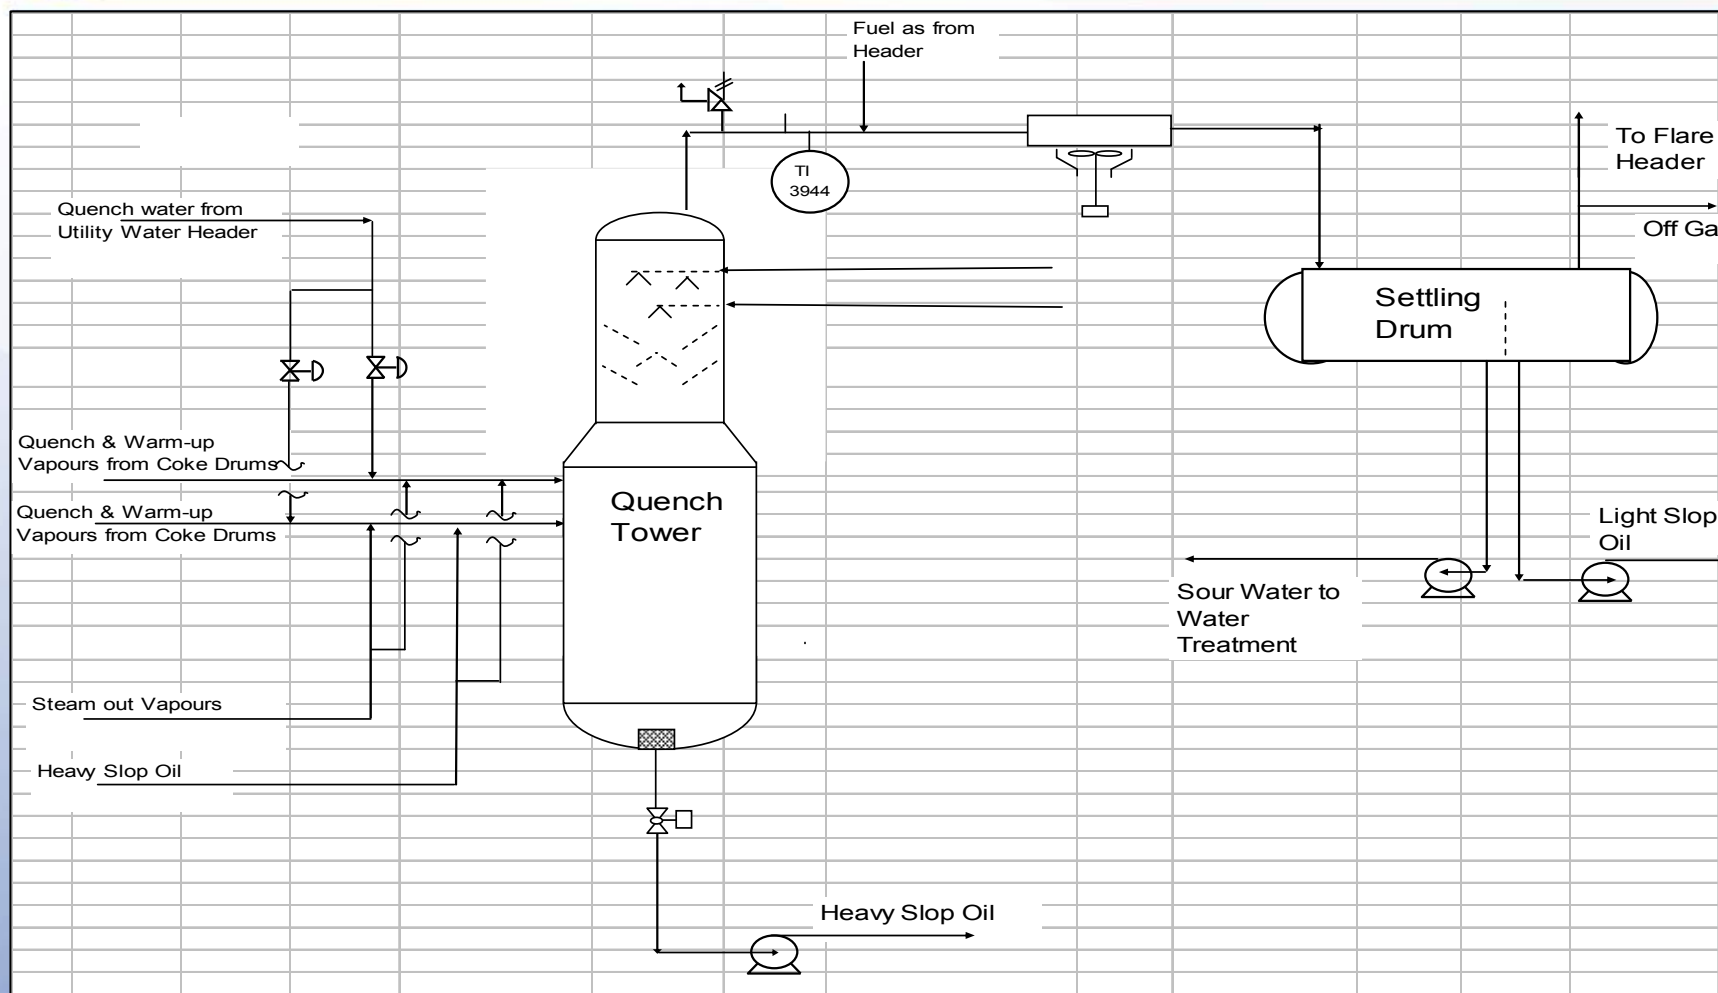 Fuel as from
Header
To Flare
Header
TI
3944
Quench water from
Utility Water Header
Off Ga
Settling
Drum
Quench & Warm-up
Vapours from Coke Drums
Quench
Tower
Quench & Warm-up
Vapours from Coke Drums
Light Slop
Oil
Sour Water to
Water
Treatment
Steam out Vapours
Heavy Slop Oil
Heavy Slop Oil